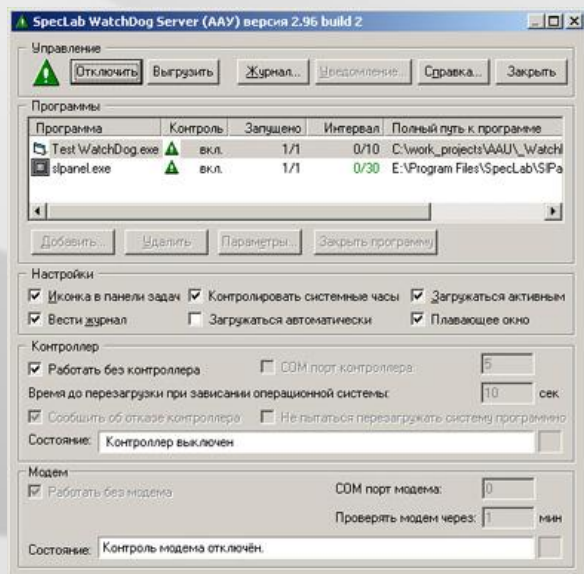 SpecLab WatchDog Server (ААУ) версия 2.96 build 2
Управление
Отключить Выгрузить Журнал... Уведомление... Справка... Закрыть
Программы
Программа Контроль Запущено Интервал Полный путь к программе
Test WatchDog.exe вкл. 1/1 0/10 C:\work_projects\AAU\_Watchl
slpanel.exe вкл. 1/1 0/30 E:\Program Files\SpecLab\SlPa
Добавить... Удалить Параметры... Закрыть программу
Настройки
Иконка в панели задач Контролировать системные часы Загружаться активным
Вести журнал Загружаться автоматически Плавающее окно
Контроллер
Работать без контроллера COM порт контроллера: 5
Время до перезагрузки при зависании операционной системы: 10 сек
Сообщить об отказе контроллера Не пытаться перезагружать систему программно
Состояние: Контроллер выключен
Модем
Работать без модема COM порт модема: 0
Проверять модем через: 1 мин
Состояние: Контроль модема отключён.